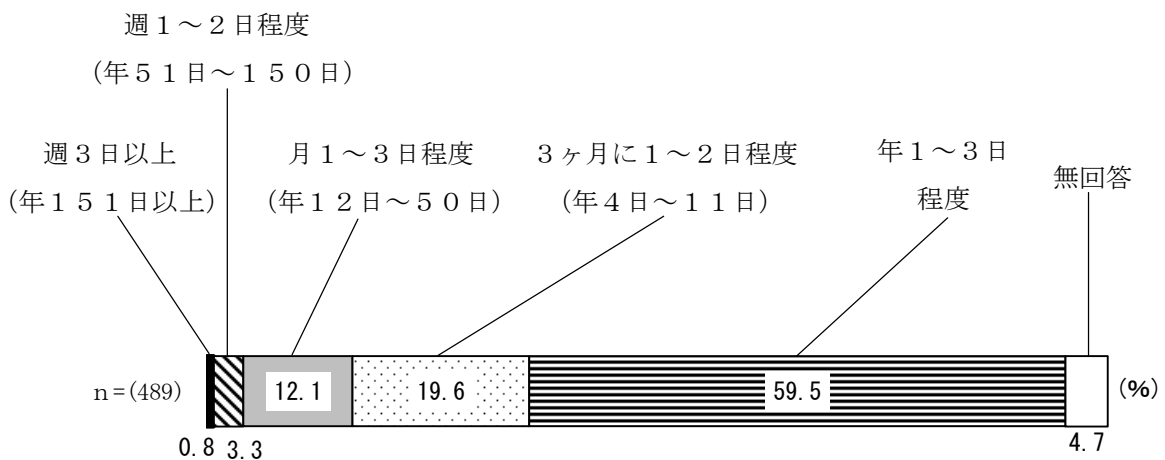 週１～２日程度
（年５１日～１５０日）
週３日以上
（年１５１日以上）
月１～３日程度
（年１２日～５０日）
３ヶ月に１～２日程度
（年４日～１１日）
年１～３日
程度
無回答
n=(489)
12.1
19.6
59.5
(%)
0.8
3.3
4.7